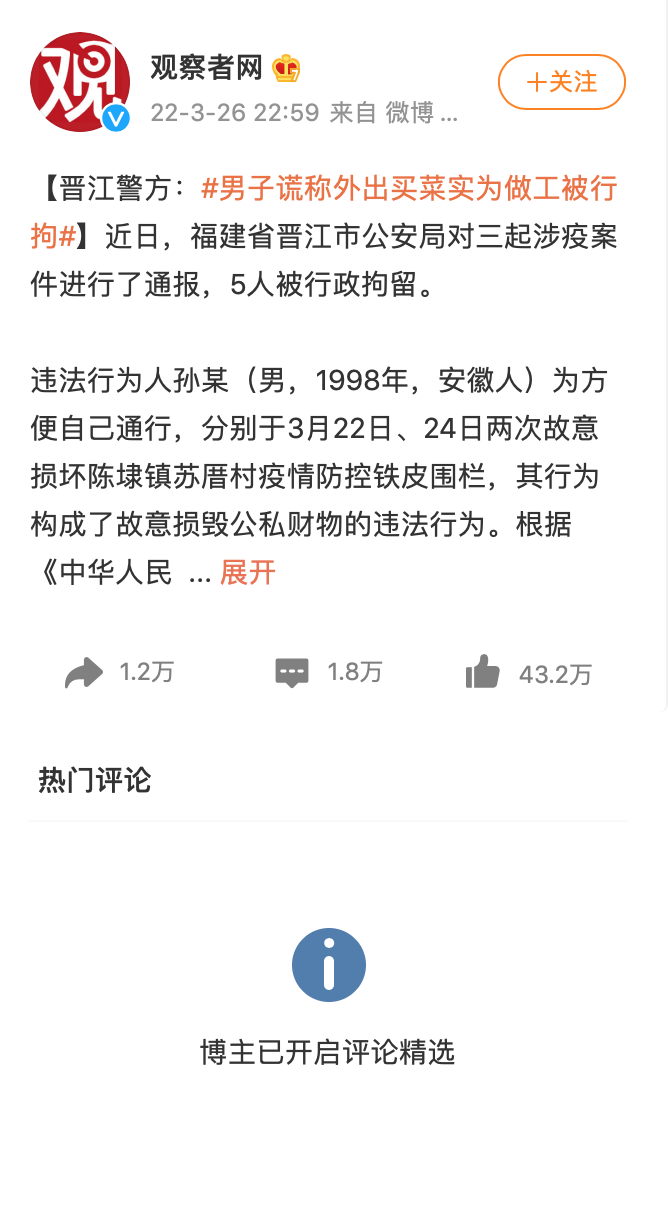 观
观察者网
22-3-26 22:59 来自 微博 ...
＋关注
【晋江警方：#男子谎称外出买菜实为做工被行
拘#】近日，福建省晋江市公安局对三起涉疫案
件进行了通报，5人被行政拘留。
违法行为人孙某（男，1998年，安徽人）为方
便自己通行，分别于3月22日、24日两次故意
损坏陈埭镇苏厝村疫情防控铁皮围栏，其行为
构成了故意损毁公私财物的违法行为。根据
《中华人民 ... 展开
1.2万
1.8万
43.2万
热门评论
博主已开启评论精选